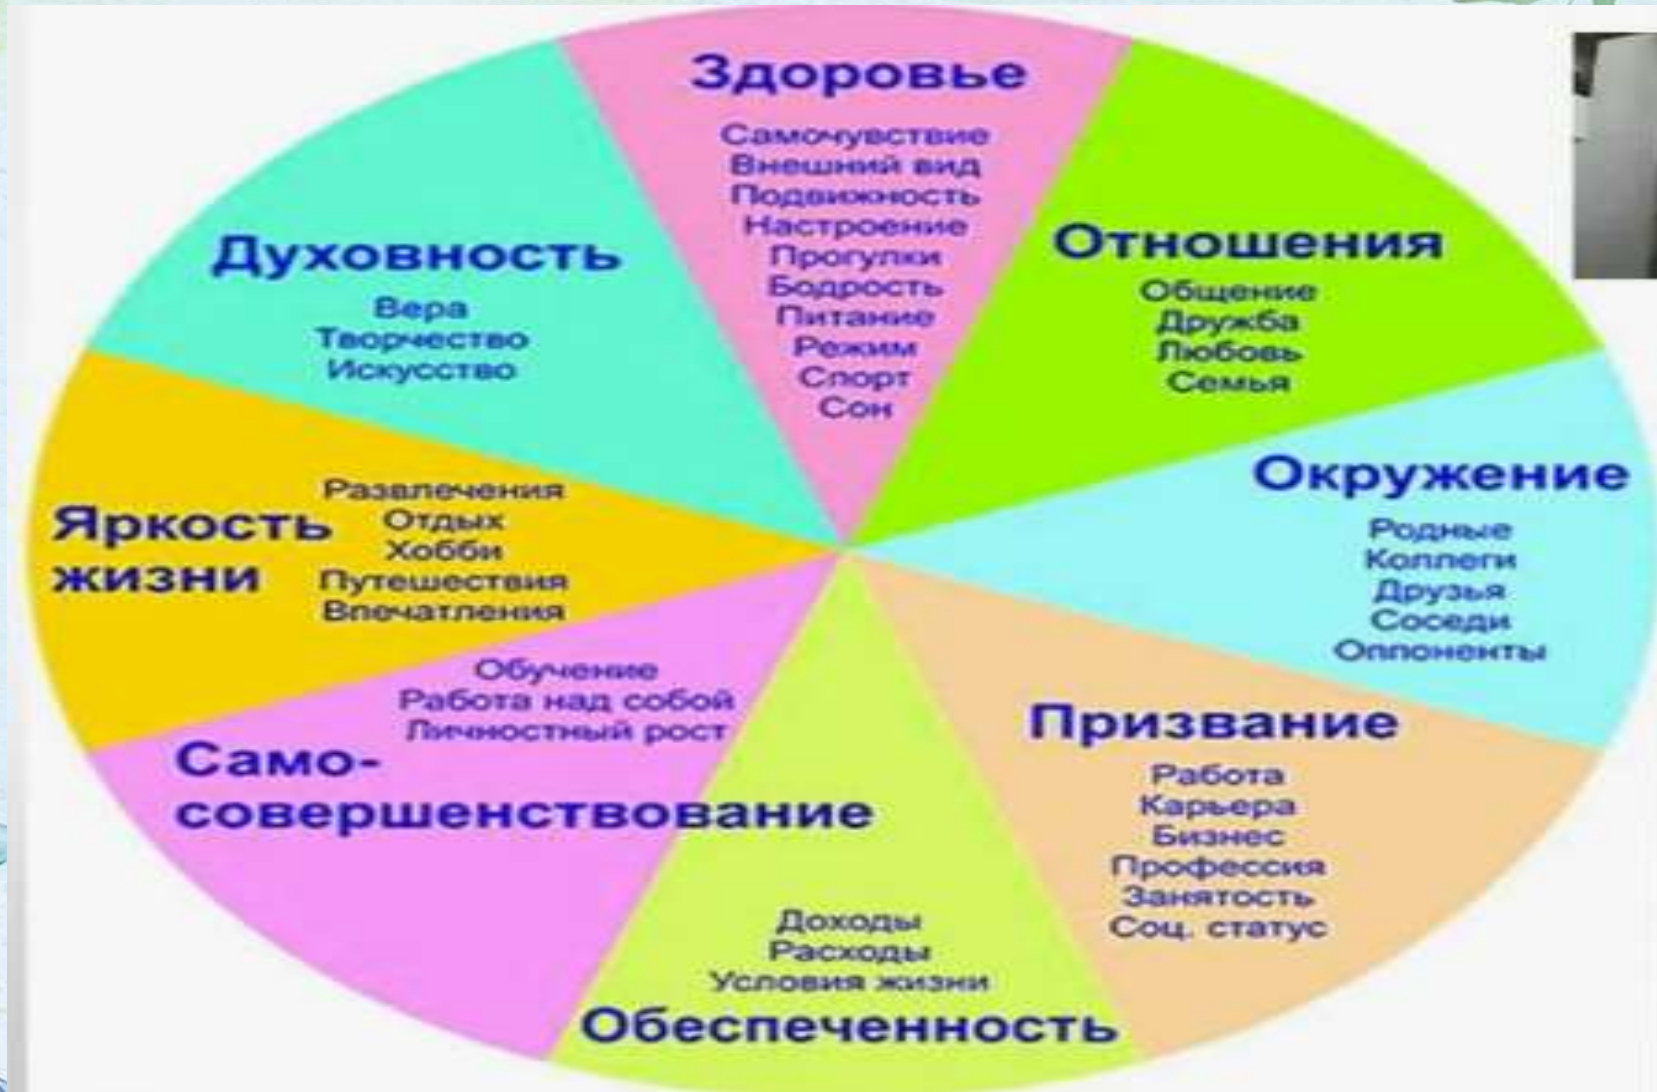 Здоровье
Самочувствие
Внешний вид
Подвижность
Настроение
Прогулки
Бодрость
Питание
Режим
Спорт
Сон
Отношения
Общение
Дружба
Любовь
Семья
Окружение
Родные
Коллеги
Друзья
Соседи
Оппоненты
Призвание
Работа
Карьера
Бизнес
Профессия
Занятость
Соц. статус
Доходы
Расходы
Условия жизни
Обеспеченность
Обучение
Работа над собой
Личностный рост
Само-
совершенствование
Яркость
жизни
Развлечения
Отдых
Хобби
Путешествия
Впечатления
Духовность
Вера
Творчество
Искусство